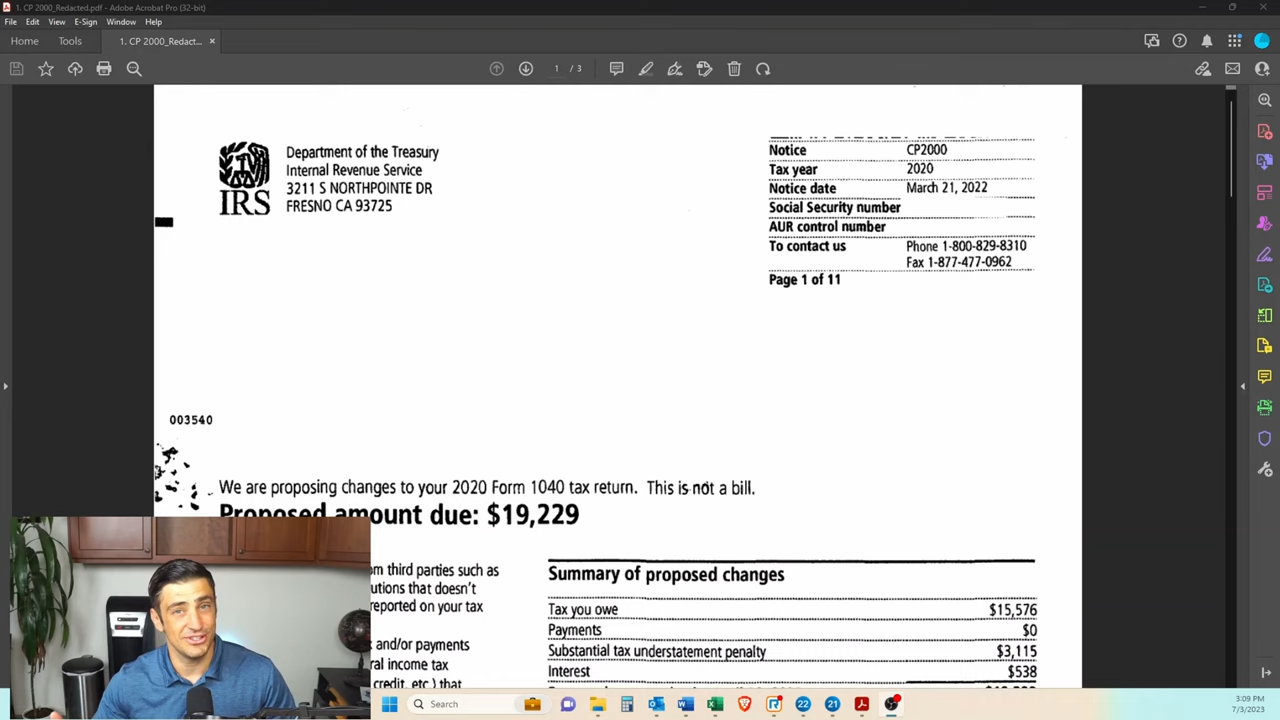 1. CP 2000_Redacted.pdf - Adobe Acrobat Pro (32-bit)
File Edit View E-Sign Window Help
Home Tools 1. CP 2000_Redact... ×
1 / 3
IRS
Department of the Treasury
Internal Revenue Service
3211 S NORTHPOINTE DR
FRESNO CA 93725
Notice CP2000
Tax year 2020
Notice date March 21, 2022
Social Security number
AUR control number
To contact us Phone 1-800-829-8310
Fax 1-877-477-0962
Page 1 of 11
003540
We are proposing changes to your 2020 Form 1040 tax return. This is not a bill.
Proposed amount due: $19,229
om third parties such as
utions that doesn't
reported on your tax
and/or payments
ral income tax
credit, etc.) that
Summary of proposed changes
Tax you owe $15,576
Payments $0
Substantial tax understatement penalty $3,115
Interest $538
Search
22
21
3:09 PM
7/3/2023